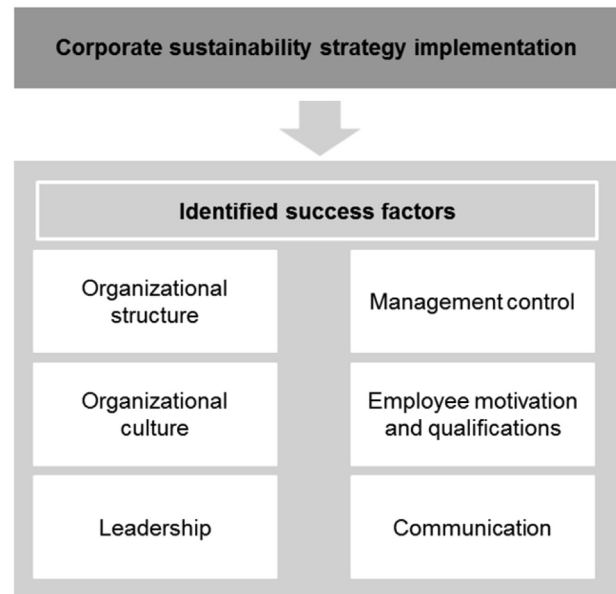 Corporate sustainability strategy implementation
Identified success factors
Organizational
structure
Management control
Organizational
culture
Employee motivation
and qualifications
Leadership
Communication